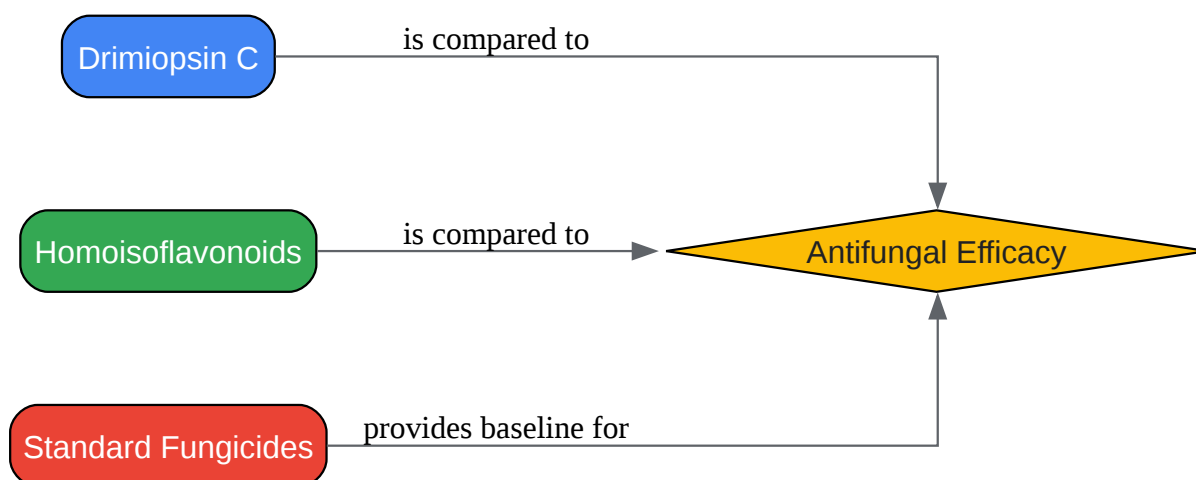 Drimiopsin C
is compared to
Homoisoflavonoids
is compared to
Antifungal Efficacy
Standard Fungicides
provides baseline for